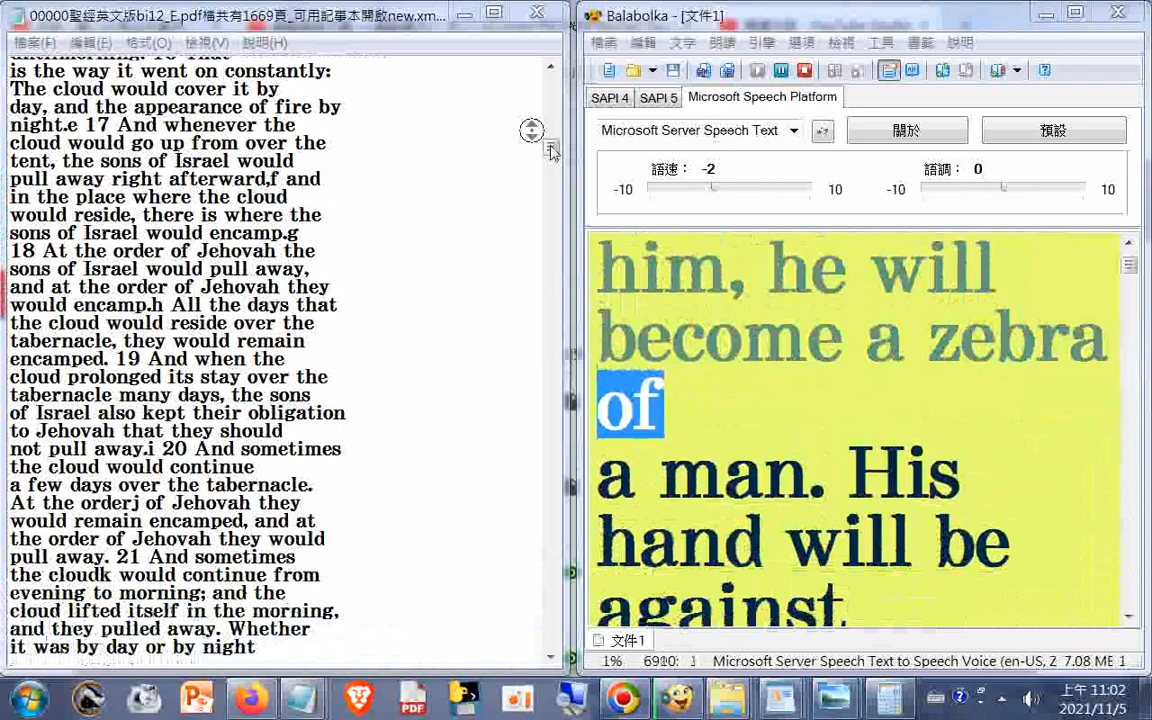 00000聖經英文版bi12_E.pdf檔共有1669頁_可用記事本開啟new.xm...
檔案(F) 編輯(E) 格式(O) 檢視(V) 說明(H)
is the way it went on constantly:
The cloud would cover it by
day, and the appearance of fire by
night.e 17 And whenever the
cloud would go up from over the
tent, the sons of Israel would
pull away right afterward,f and
in the place where the cloud
would reside, there is where the
sons of Israel would encamp.g
18 At the order of Jehovah the
sons of Israel would pull away,
and at the order of Jehovah they
would encamp.h All the days that
the cloud would reside over the
tabernacle, they would remain
encamped. 19 And when the
cloud prolonged its stay over the
tabernacle many days, the sons
of Israel also kept their obligation
to Jehovah that they should
not pull away.i 20 And sometimes
the cloud would continue
a few days over the tabernacle.
At the orderj of Jehovah they
would remain encamped, and at
the order of Jehovah they would
pull away. 21 And sometimes
the cloudk would continue from
evening to morning; and the
cloud lifted itself in the morning,
and they pulled away. Whether
it was by day or by night
Balabolka - [文件1]
檔案 編輯 文字 朗讀 引擎 選項 檢視 工具 書籤 說明
SAPI 4 SAPI 5 Microsoft Speech Platform
Microsoft Server Speech Text 關於 預設
語速: -2 語調: 0
-10 10 -10 10
him, he will
become a zebra
of
a man. His
hand will be
against
文件1
1% 6910: 1 Microsoft Server Speech Text to Speech Voice (en-US, Z 7.08 ME 1
上午 11:02
2021/11/5